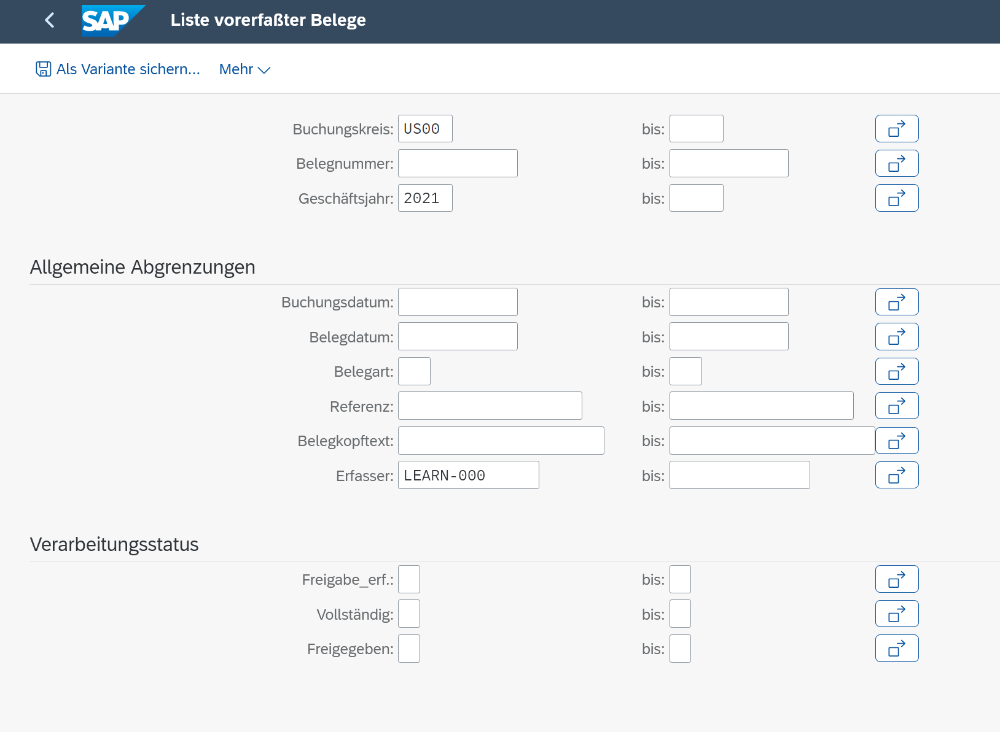 SAP Liste vorerfaßter Belege
Als Variante sichern... Mehr
Buchungskreis: US00 bis:
Belegnummer: bis:
Geschäftsjahr: 2021 bis:
Allgemeine Abgrenzungen
Buchungsdatum: bis:
Belegdatum: bis:
Belegart: bis:
Referenz: bis:
Belegkopftext: bis:
Erfasser: LEARN-000 bis:
Verarbeitungsstatus
Freigabe_erf.: bis:
Vollständig: bis:
Freigegeben: bis: